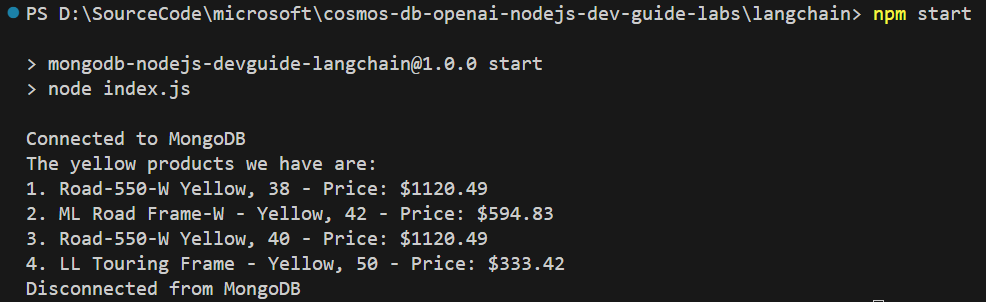 PS D:\SourceCode\microsoft\cosmos-db-openai-nodejs-dev-guide-labs\langchain> npm start
> mongodb-nodejs-devguide-langchain@1.0.0 start
> node index.js
Connected to MongoDB
The yellow products we have are:
1. Road-550-W Yellow, 38 - Price: $1120.49
2. ML Road Frame-W - Yellow, 42 - Price: $594.83
3. Road-550-W Yellow, 40 - Price: $1120.49
4. LL Touring Frame - Yellow, 50 - Price: $333.42
Disconnected from MongoDB